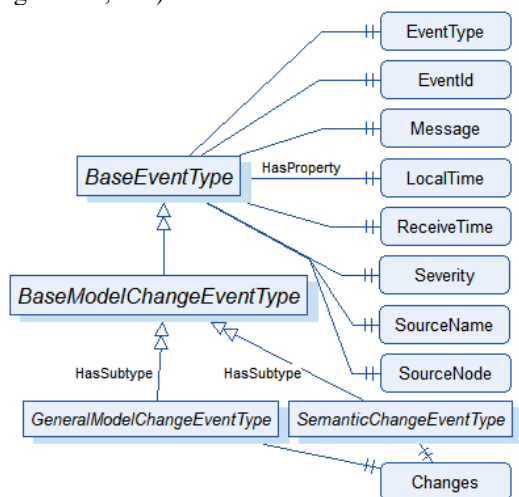 EventType
EventId
Message
HasProperty
LocalTime
BaseEventType
ReceiveTime
Severity
BaseModelChangeEventType
SourceName
HasSubtype
HasSubtype
SourceNode
GeneralModelChangeEventType
SemanticChangeEventType
Changes